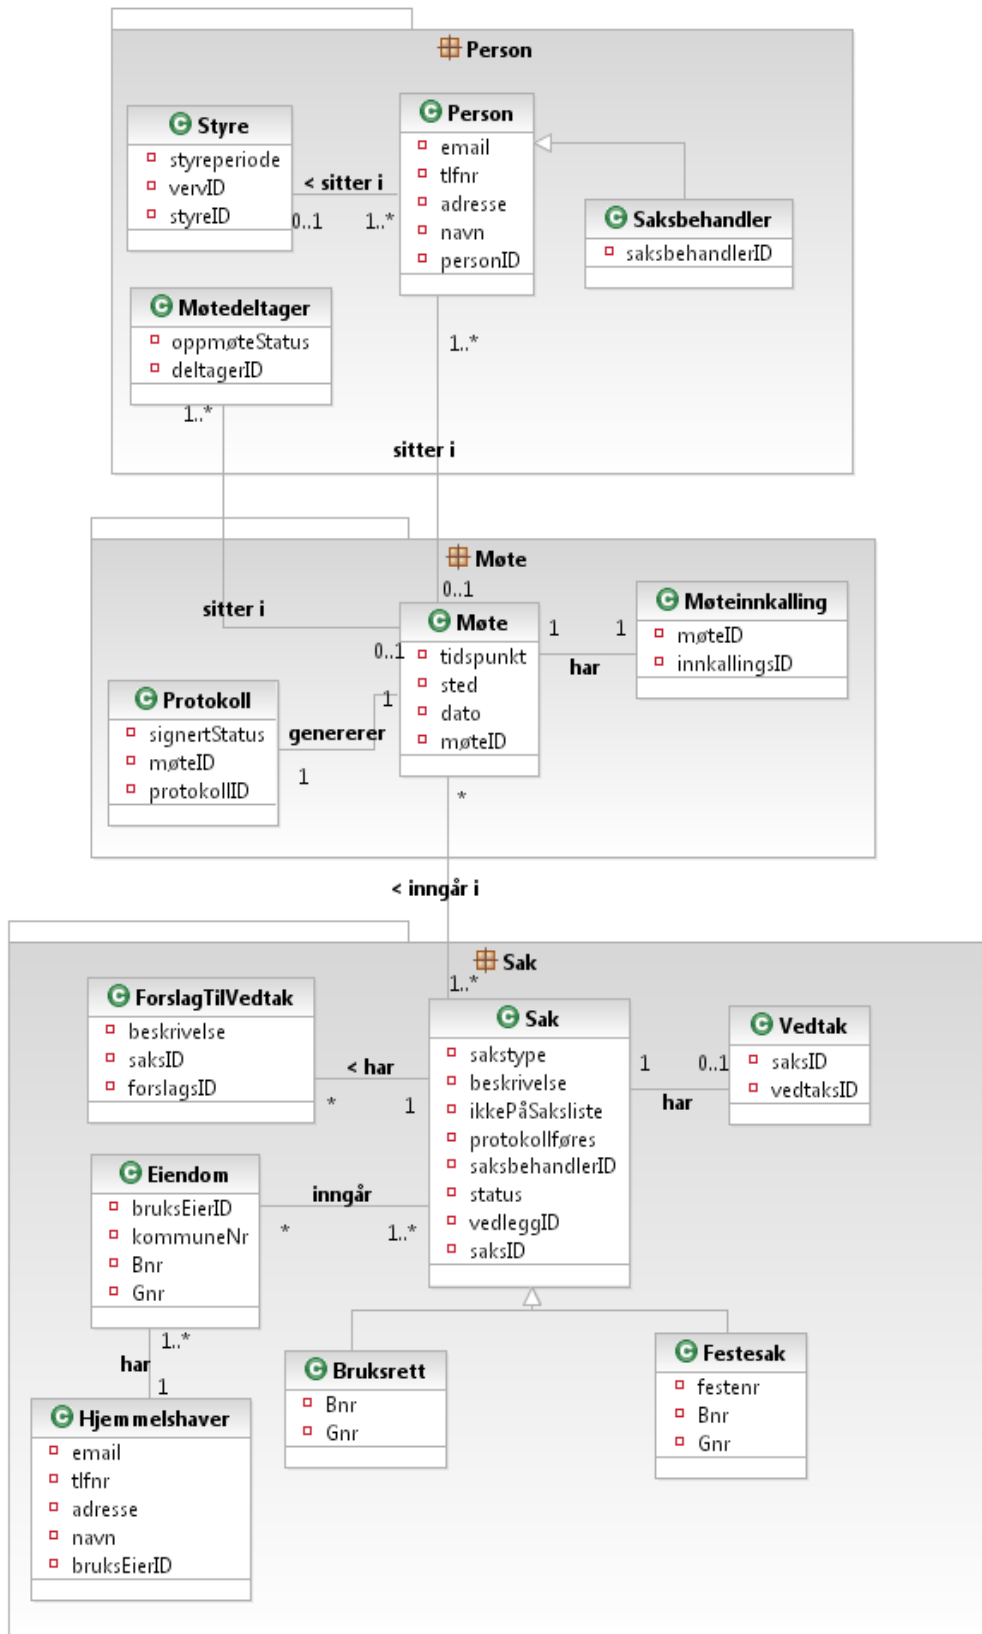 Person
Styre
styreperiode
vervID
styreID
< sitter i
0..1
1..*
Person
email
tlfnr
adresse
navn
personID
Saksbehandler
saksbehandlerID
Møtedeltager
oppmøteStatus
deltagerID
1..*
1..*
sitter i
Møte
sitter i
0..1
0..1
Møte
tidspunkt
sted
dato
møteID
1
1
har
Møteinnkalling
møteID
innkallingsID
Protokoll
signertStatus
møteID
protokollID
genererer
1
1
*
< inngår i
Sak
1..*
ForslagTilVedtak
beskrivelse
saksID
forslagsID
< har
*
1
Sak
sakstype
beskrivelse
ikkePåSaksliste
protokollføres
saksbehandlerID
status
vedleggID
saksID
1
0..1
har
Vedtak
saksID
vedtaksID
Eiendom
bruksEierID
kommuneNr
Bnr
Gnr
inngår
*
1..*
1..*
har
1
Hjemmelshaver
email
tlfnr
adresse
navn
bruksEierID
Bruksrett
Bnr
Gnr
Festesak
festenr
Bnr
Gnr